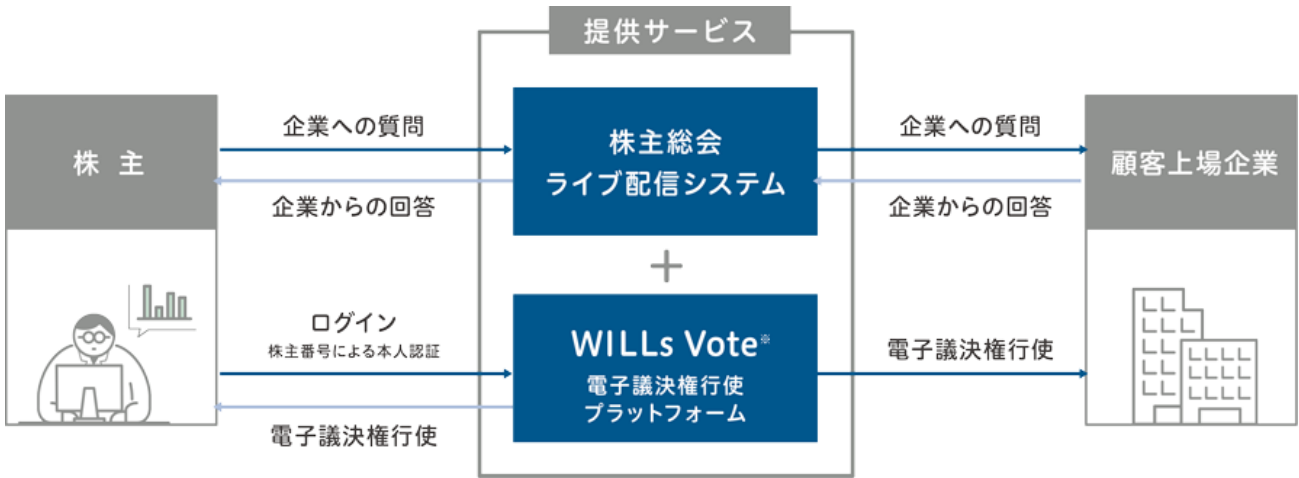 提供サービス
株主
企業への質問
企業からの回答
株主総会
ライブ配信システム
企業への質問
企業からの回答
顧客上場企業
+
ログイン
株主番号による本人認証
電子議決権行使
WILLs Vote※
電子議決権行使
プラットフォーム
電子議決権行使